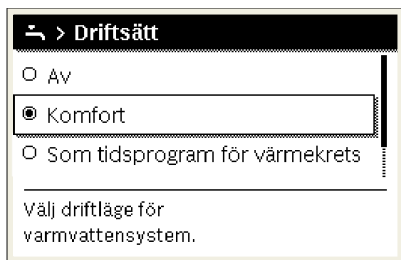 > Driftsätt
Av
Komfort
Som tidsprogram för värmekrets
Välj driftläge för
varmvattensystem.